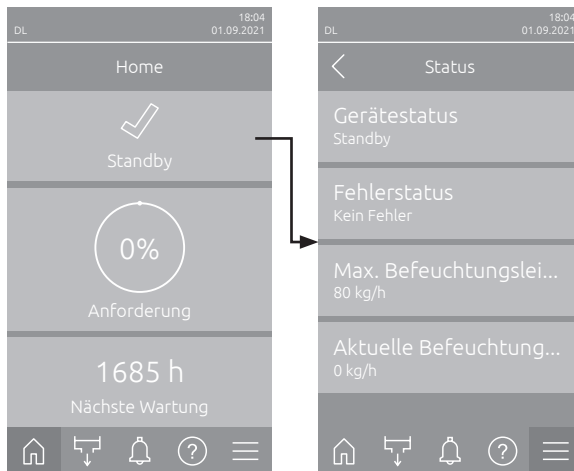 18:04
DL 01.09.2021
Home
Standby
0%
Anforderung
1685 h
Nächste Wartung
?
18:04
DL 01.09.2021
Status
Gerätestatus
Standby
Fehlerstatus
Kein Fehler
Max. Befeuchtungslei...
80 kg/h
Aktuelle Befeuchtung...
0 kg/h
?